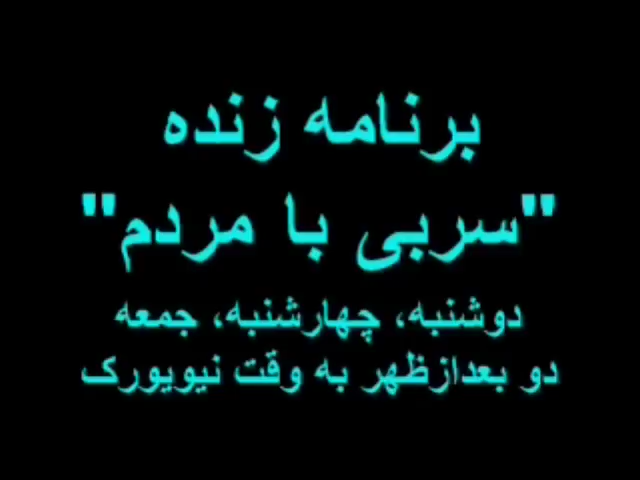 برنامه زنده
"سربی با مردم"
دوشنبه، چهارشنبه، جمعه
دو بعدازظهر به وقت نیویورک